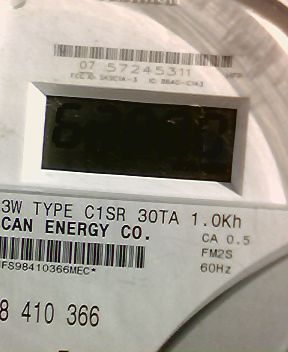 07 57245311
3W TYPE C1SR 30TA 1.0Kh
CAN ENERGY CO.
CA 0.5
FM2S
60Hz
FS98410366MEC*
8 410 366